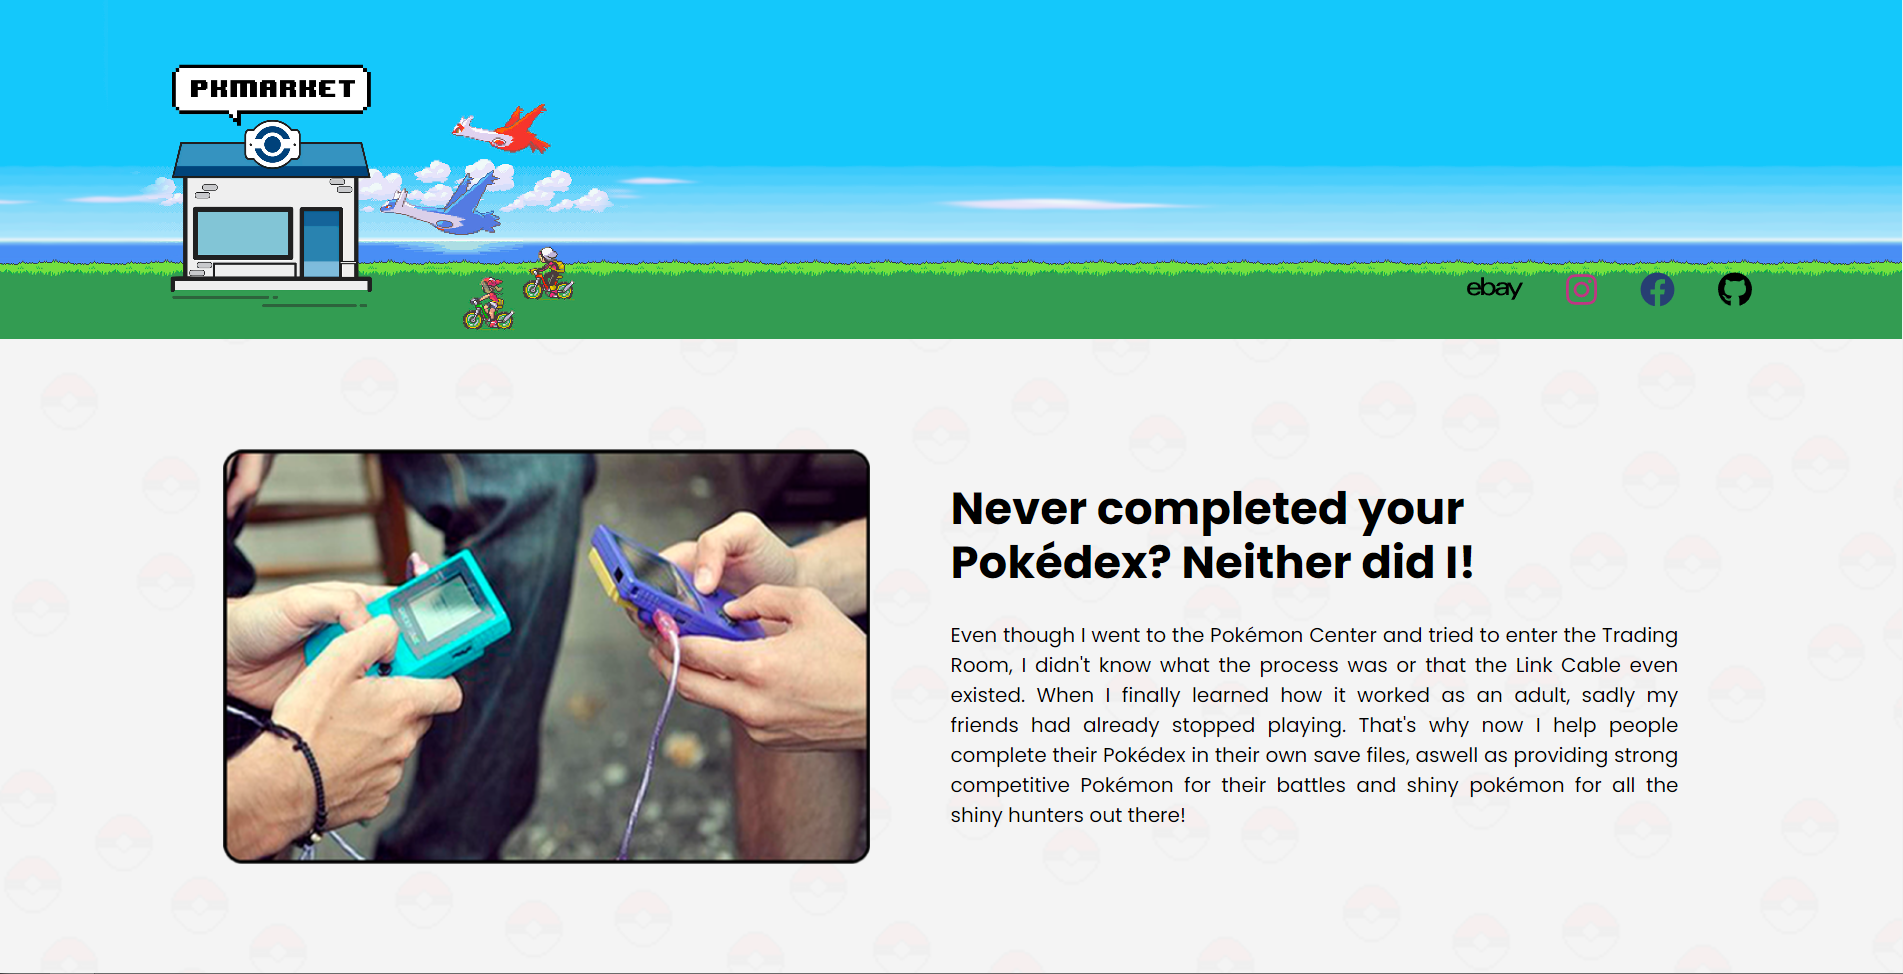 PKMARKET
ebay
Never completed your
Pokédex? Neither did I!
Even though I went to the Pokémon Center and tried to enter the Trading
Room, I didn't know what the process was or that the Link Cable even
existed. When I finally learned how it worked as an adult, sadly my
friends had already stopped playing. That's why now I help people
complete their Pokédex in their own save files, aswell as providing strong
competitive Pokémon for their battles and shiny pokémon for all the
shiny hunters out there!